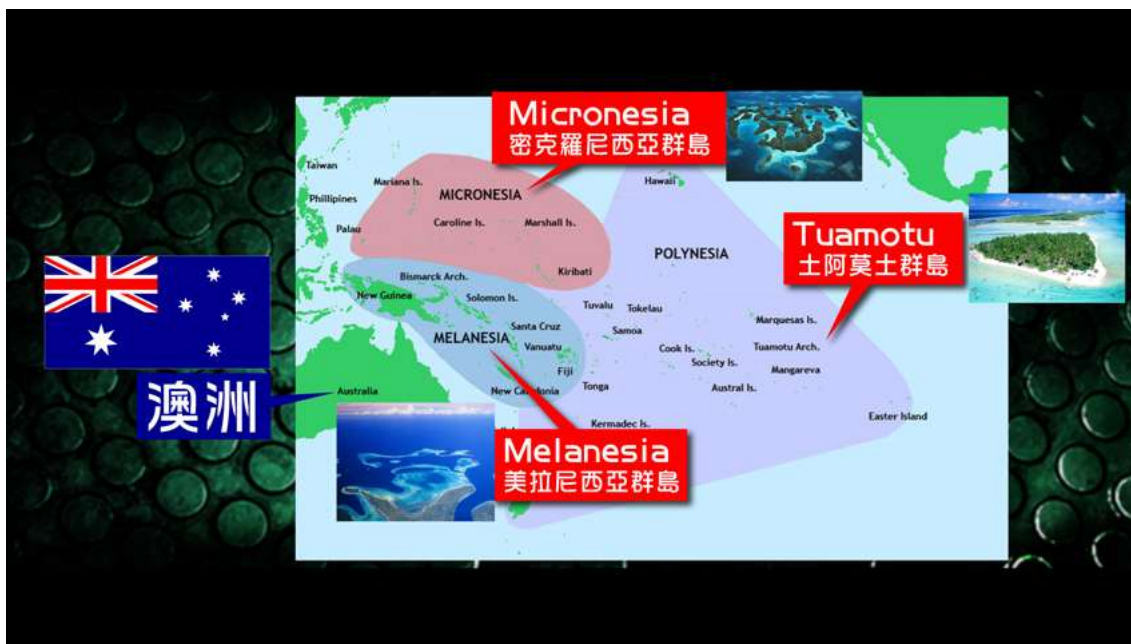 Micronesia
密克羅尼西亞群島
Taiwan
Hawaii
Mariana Is.
MICRONESIA
Phillipines
Tuamotu
土阿莫土群島
Caroline Is.
Marshall Is.
Palau
POLYNESIA
Bismarck Arch.
Kiribati
New Guinea
Solomon Is.
Tuvalu
Tokelau
Santa Cruz
Samoa
Marquesas Is.
MELANESIA
Vanuatu
Cook Is.
Tuamotu Arch.
Society Is.
Fiji
Mangareva
澳洲
Australia
New Caledonia
Tonga
Austral Is.
Easter Island
Kermadec Is.
Melanesia
美拉尼西亞群島